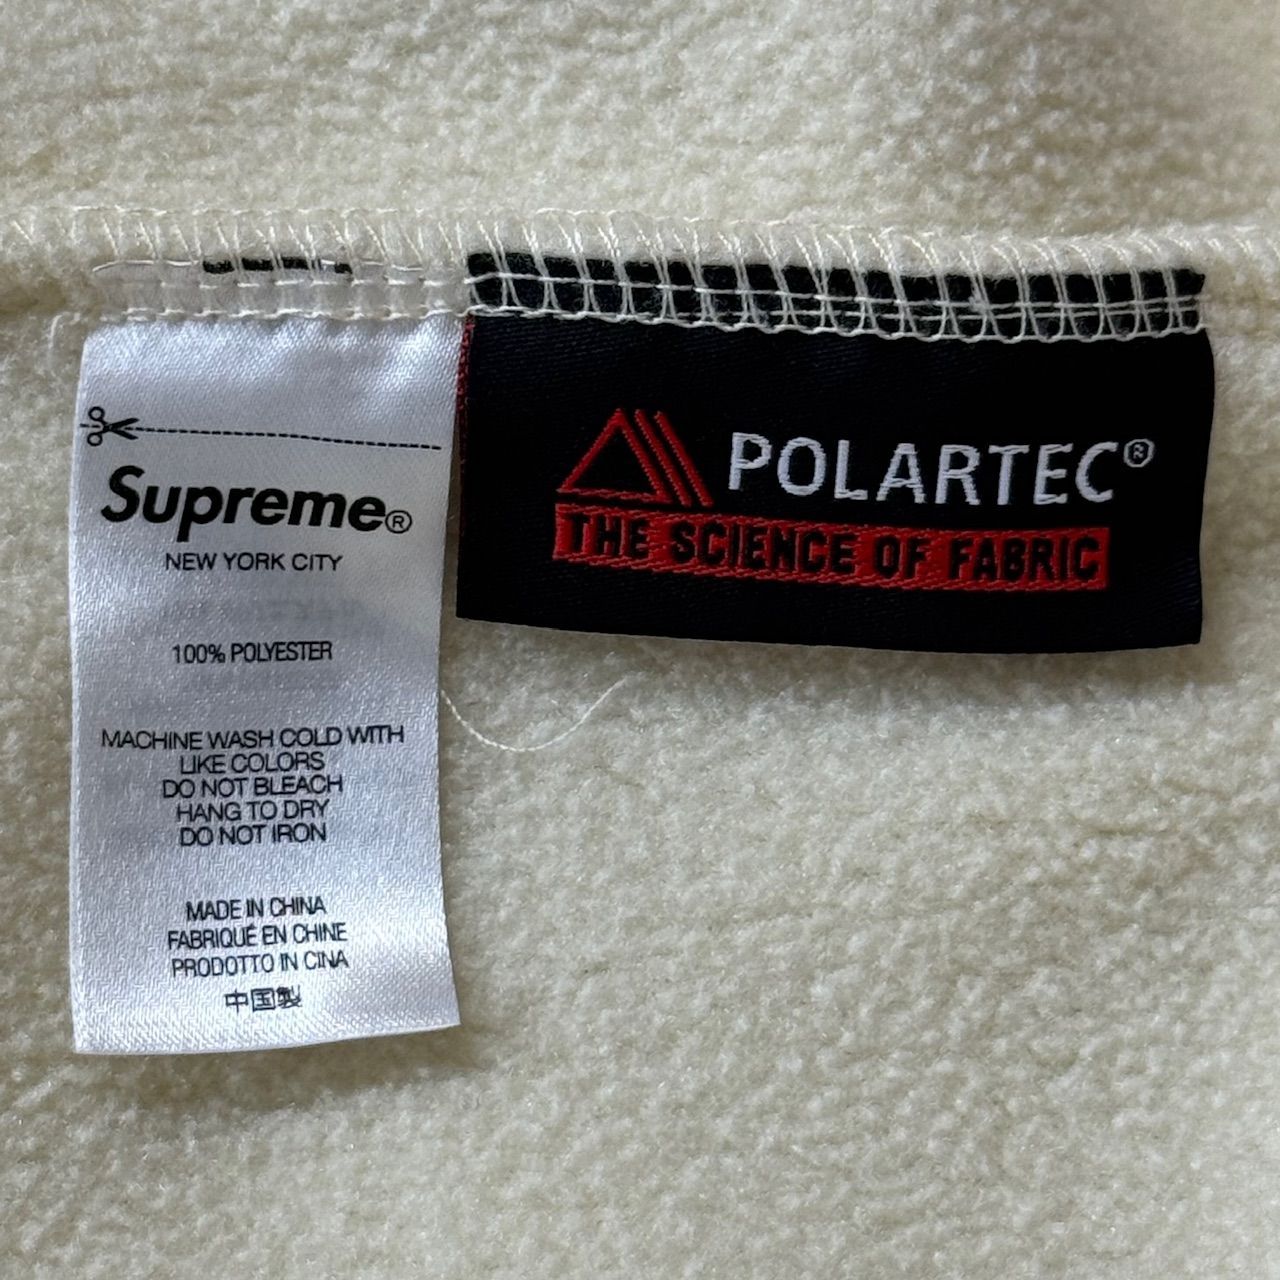 Supreme®
NEW YORK CITY
100% POLYESTER
MACHINE WASH COLD WITH
LIKE COLORS
DO NOT BLEACH
HANG TO DRY
DO NOT IRON
MADE IN CHINA
FABRIQUÉ EN CHINE
PRODOTTO IN CINA
中国製
POLARTEC®
THE SCIENCE OF FABRIC